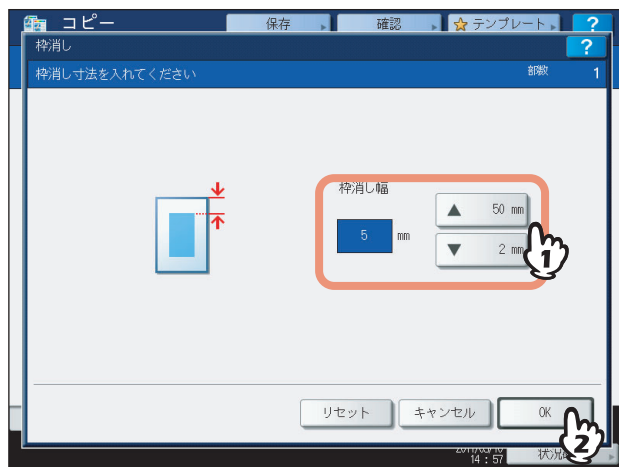 コピー 保存 確認 テンプレート ?
枠消し ?
枠消し寸法を入れてください 部数 1
枠消し幅
▲ 50 mm
5 mm
▼ 2 mm
1
リセット キャンセル OK
2
14:57